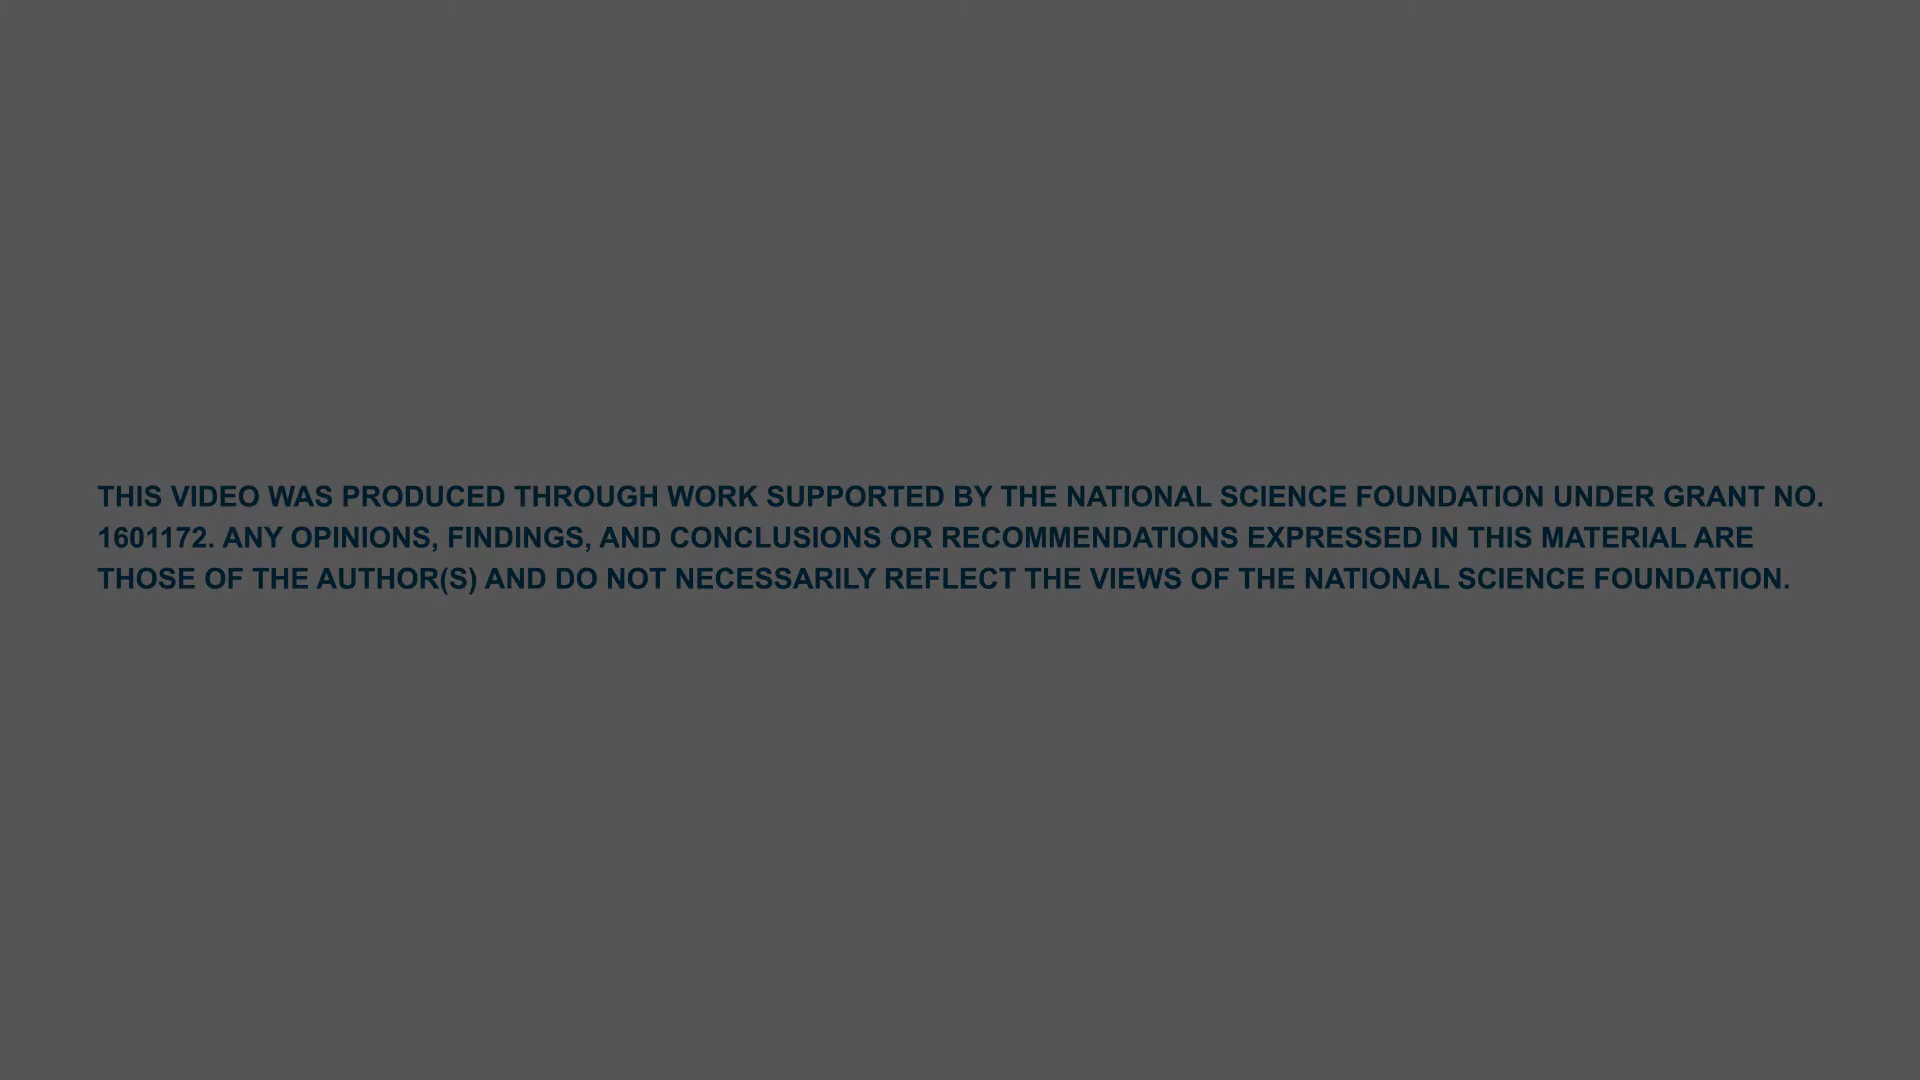 THIS VIDEO WAS PRODUCED THROUGH WORK SUPPORTED BY THE NATIONAL SCIENCE FOUNDATION UNDER GRANT NO.
1601172. ANY OPINIONS, FINDINGS, AND CONCLUSIONS OR RECOMMENDATIONS EXPRESSED IN THIS MATERIAL ARE
THOSE OF THE AUTHOR(S) AND DO NOT NECESSARILY REFLECT THE VIEWS OF THE NATIONAL SCIENCE FOUNDATION.